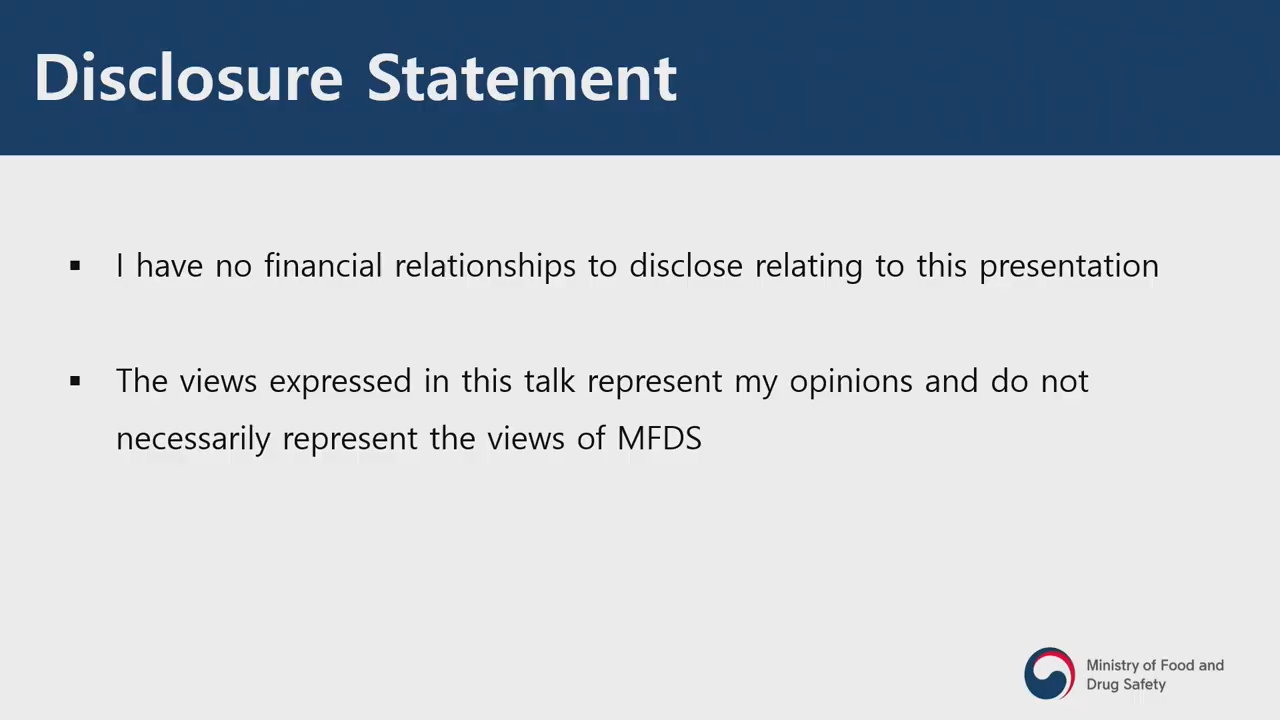 Disclosure Statement
▪ I have no financial relationships to disclose relating to this presentation
▪ The views expressed in this talk represent my opinions and do not
necessarily represent the views of MFDS
Ministry of Food and
Drug Safety